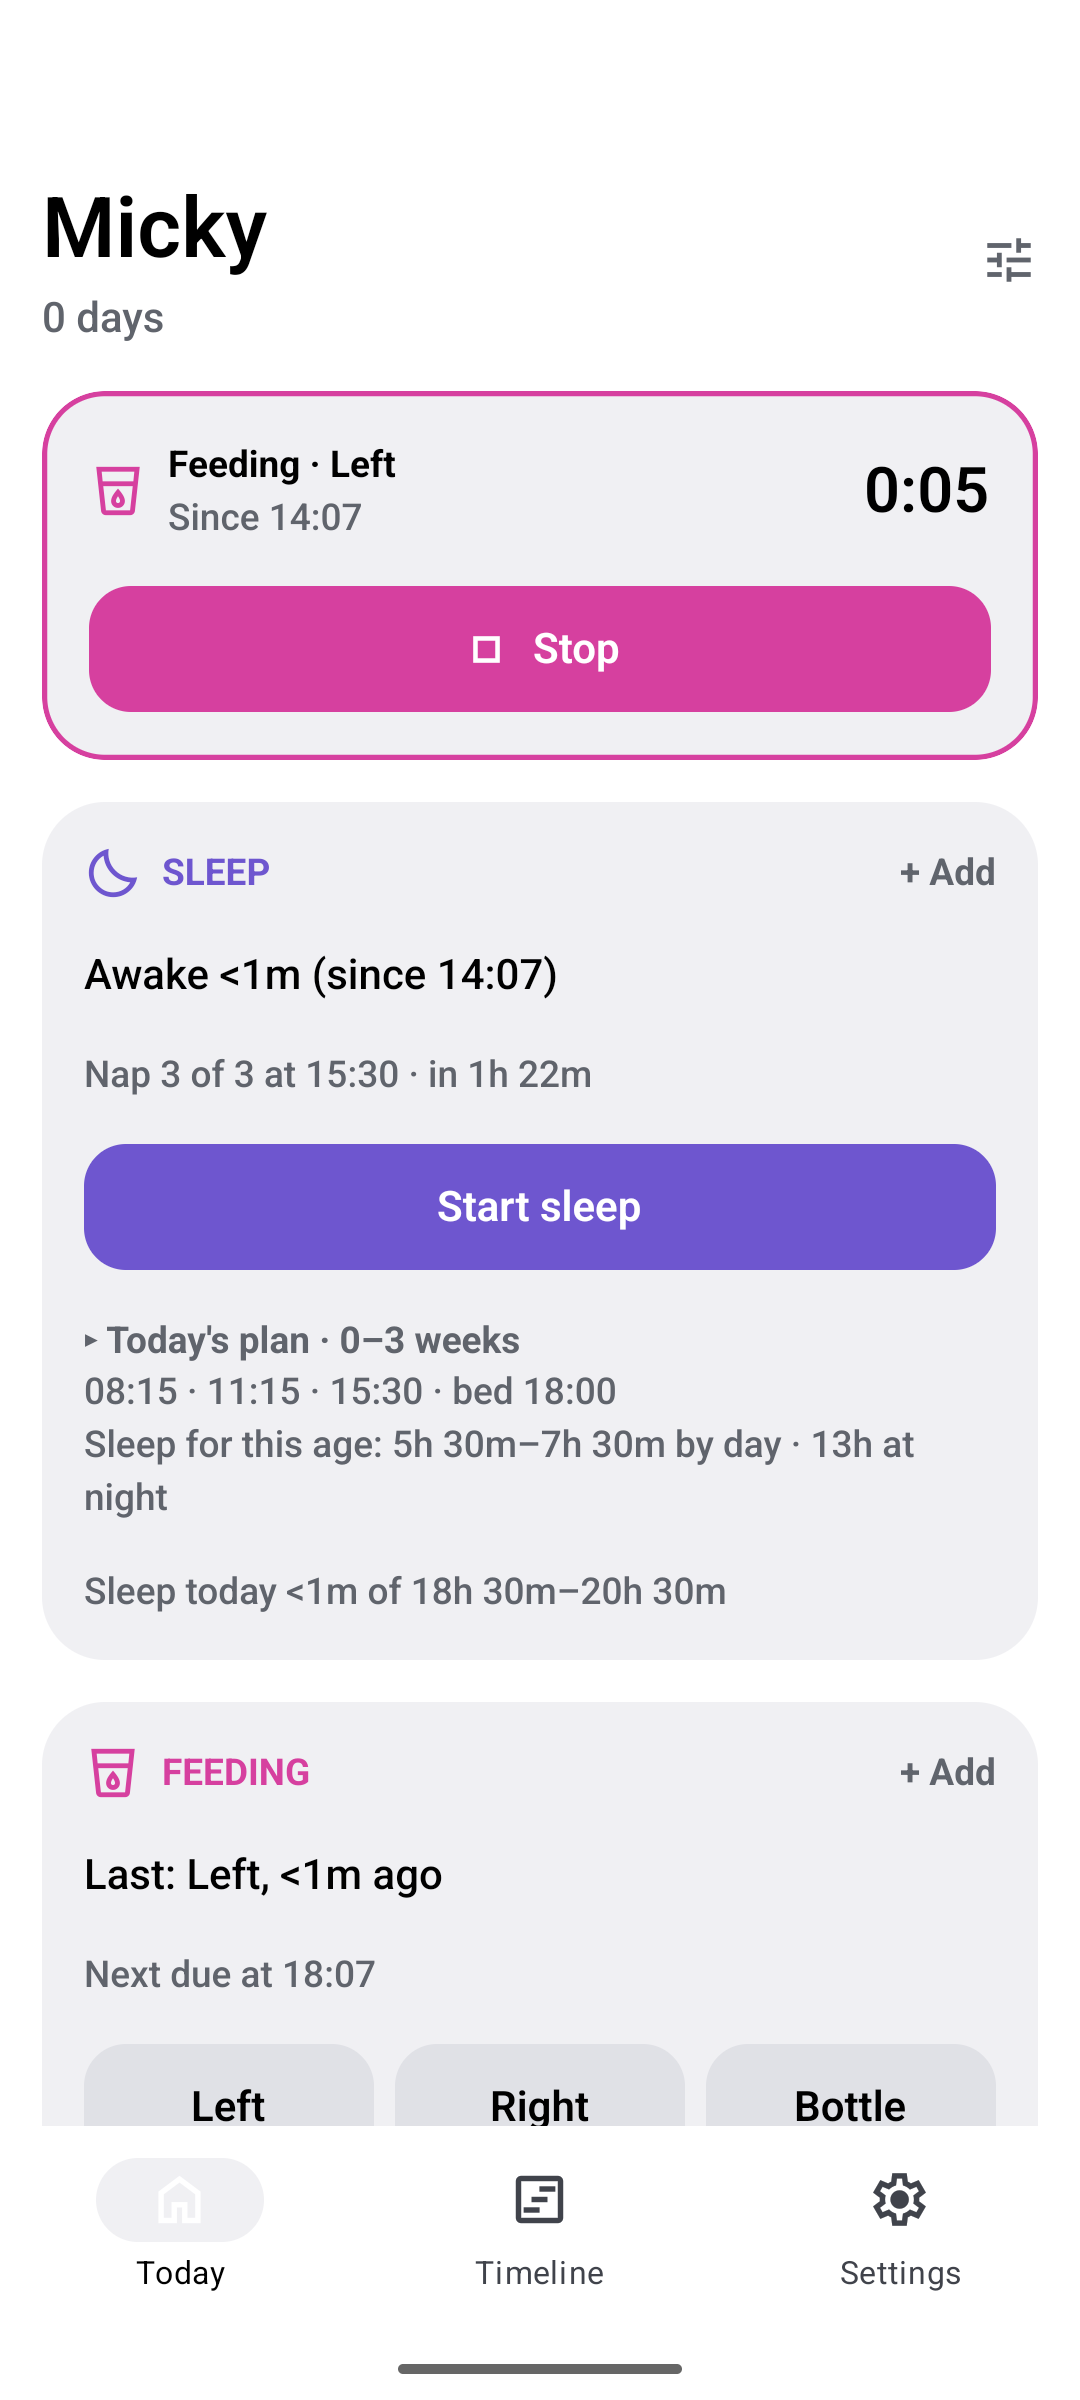 Micky
0 days
Feeding · Left
Since 14:07
0:05
Stop
SLEEP
+ Add
Awake <1m (since 14:07)
Nap 3 of 3 at 15:30 · in 1h 22m
Start sleep
▸ Today's plan · 0–3 weeks
08:15 · 11:15 · 15:30 · bed 18:00
Sleep for this age: 5h 30m–7h 30m by day · 13h at
night
Sleep today <1m of 18h 30m–20h 30m
FEEDING
+ Add
Last: Left, <1m ago
Next due at 18:07
Left
Right
Bottle
Today
Timeline
Settings